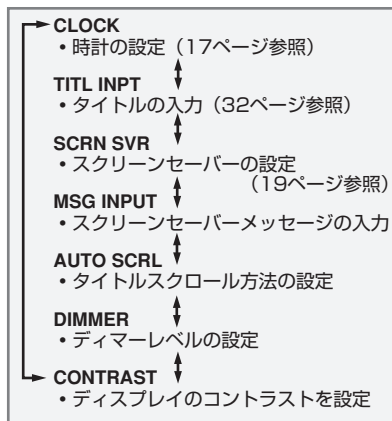 CLOCK
・時計の設定（17ページ参照）
TITL INPT
・タイトルの入力（32ページ参照）
SCRN SVR
・スクリーンセーバーの設定
（19ページ参照）
MSG INPUT
・スクリーンセーバーメッセージの入力
AUTO SCRL
・タイトルスクロール方法の設定
DIMMER
・ディマーレベルの設定
CONTRAST
・ディスプレイのコントラストを設定